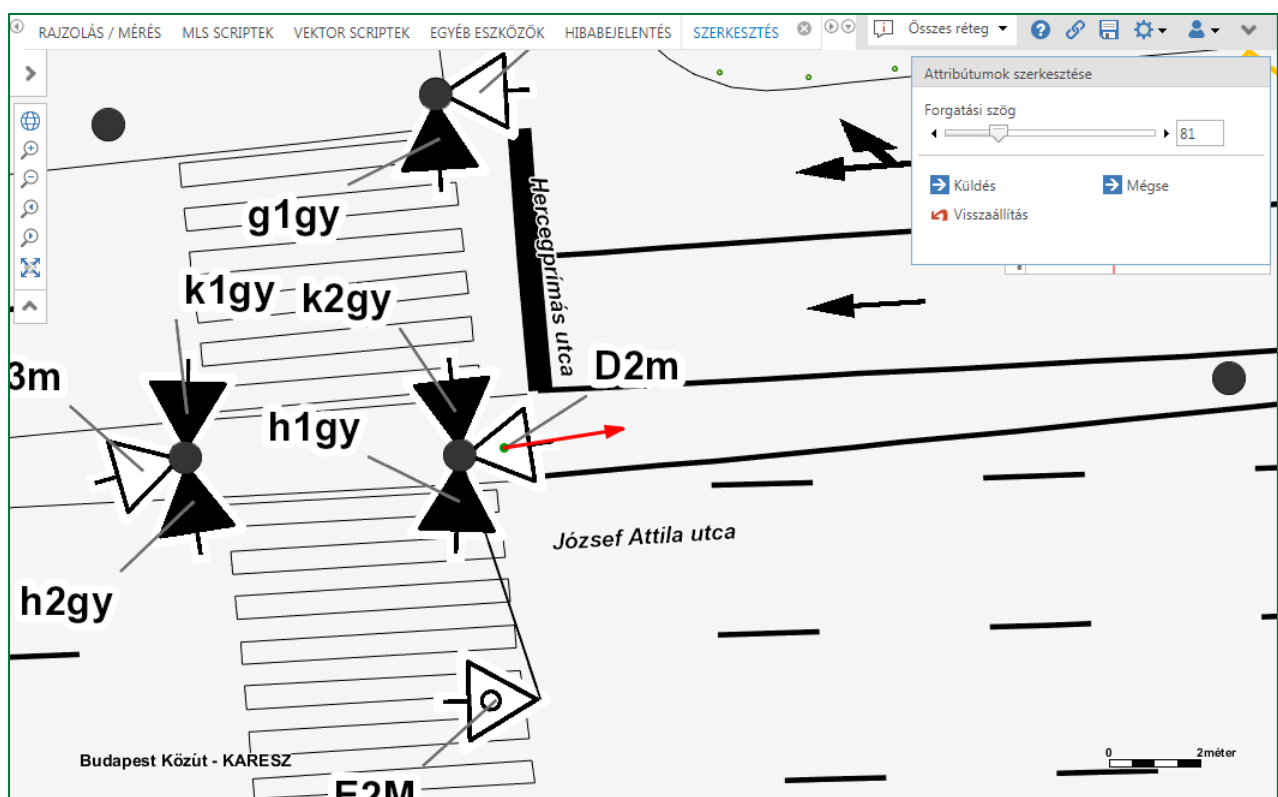 RAJZOLÁS / MÉRÉS MLS SCRIPTEK VEKTOR SCRIPTEK EGYÉB ESZKÖZÖK HIBABEJELENTÉS SZERKESZTÉS Összes réteg
Attribútumok szerkesztése
Forgatási szög
81
Küldés Mégse
Visszaállítás
g1gy
Hercegprímás utca
k1gy
k2gy
3m
D2m
h1gy
József Attila utca
h2gy
Budapest Közút - KARESZ
0 2méter
E2M